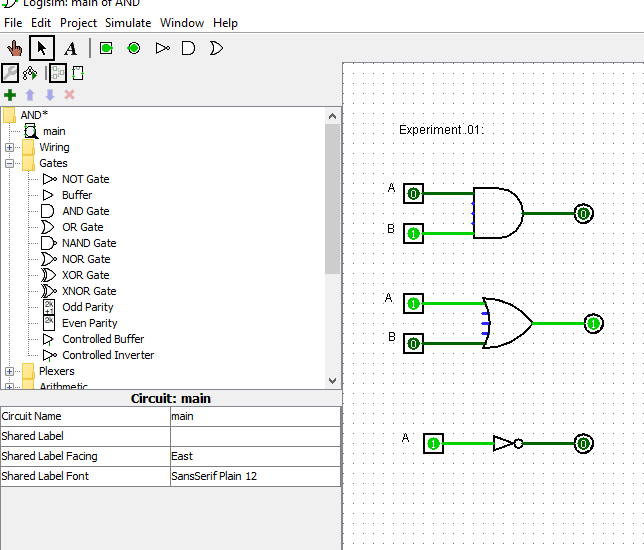 Logisim: main of AND
File Edit Project Simulate Window Help
A
AND*
main
Wiring
Gates
NOT Gate
Buffer
AND Gate
OR Gate
NAND Gate
NOR Gate
XOR Gate
XNOR Gate
2k
+1
Odd Parity
2k
Even Parity
Controlled Buffer
Controlled Inverter
Plexers
Arithmetic
Circuit: main
Circuit Name main
Shared Label
Shared Label Facing East
Shared Label Font SansSerif Plain 12
Experiment .01:
A 0
0
B 1
A 1
1
B 0
A 1 0